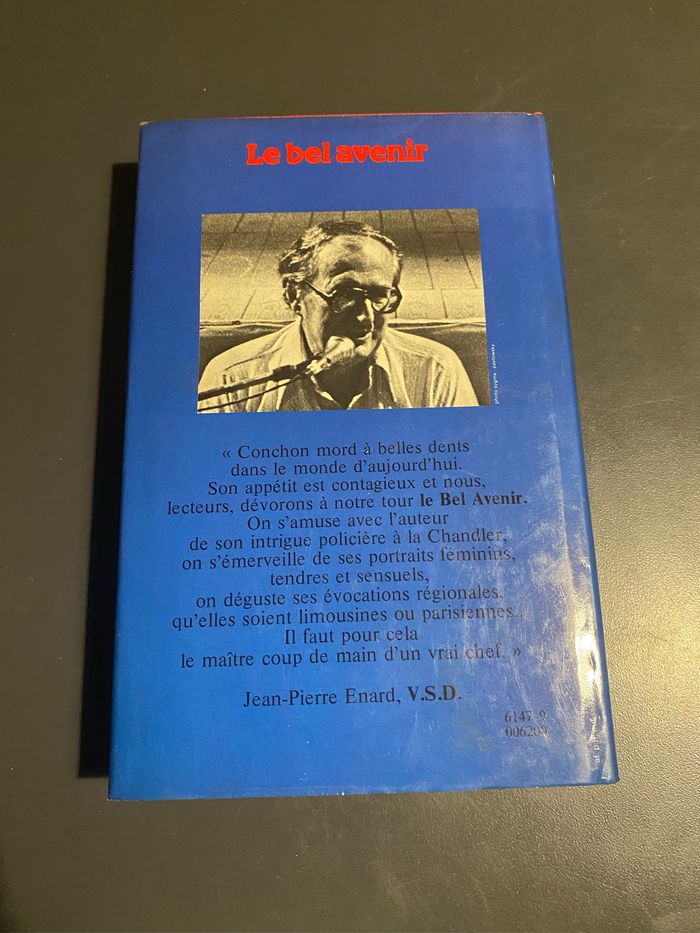 Le bel avenir
photo sygma - pavlowsky
« Conchon mord à belles dents
dans le monde d'aujourd'hui.
Son appétit est contagieux et nous,
lecteurs, dévorons à notre tour le Bel Avenir.
On s'amuse avec l'auteur
de son intrigue policière à la Chandler,
on s'émerveille de ses portraits féminins,
tendres et sensuels,
on déguste ses évocations régionales,
qu'elles soient limousines ou parisiennes...
Il faut pour cela
le maître coup de main d'un vrai chef. »
Jean-Pierre Enard, V.S.D.
6147 9